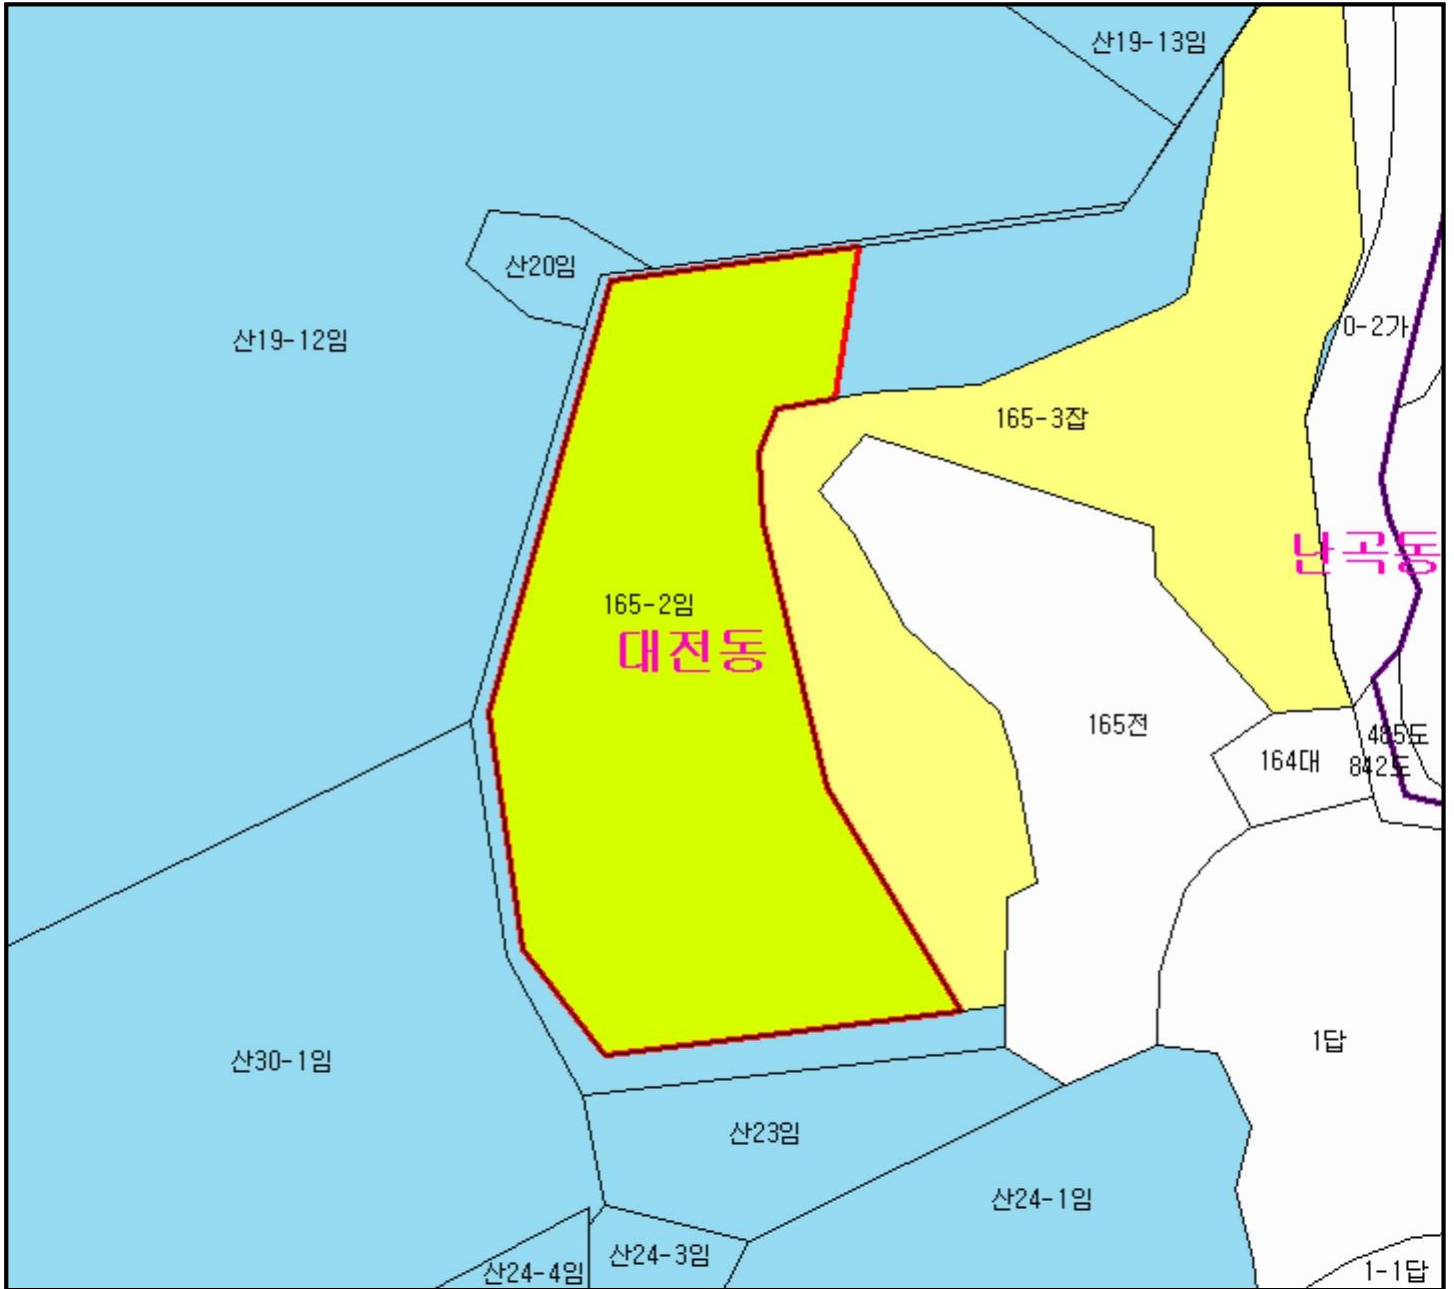 산19-13임
산20임
산19-12임
0-2가
165-3잡
난곡동
165-2임
대전동
165전
485도
164대
842도
1답
산30-1임
산23임
산24-1임
산24-3임
산24-4임
1-1답